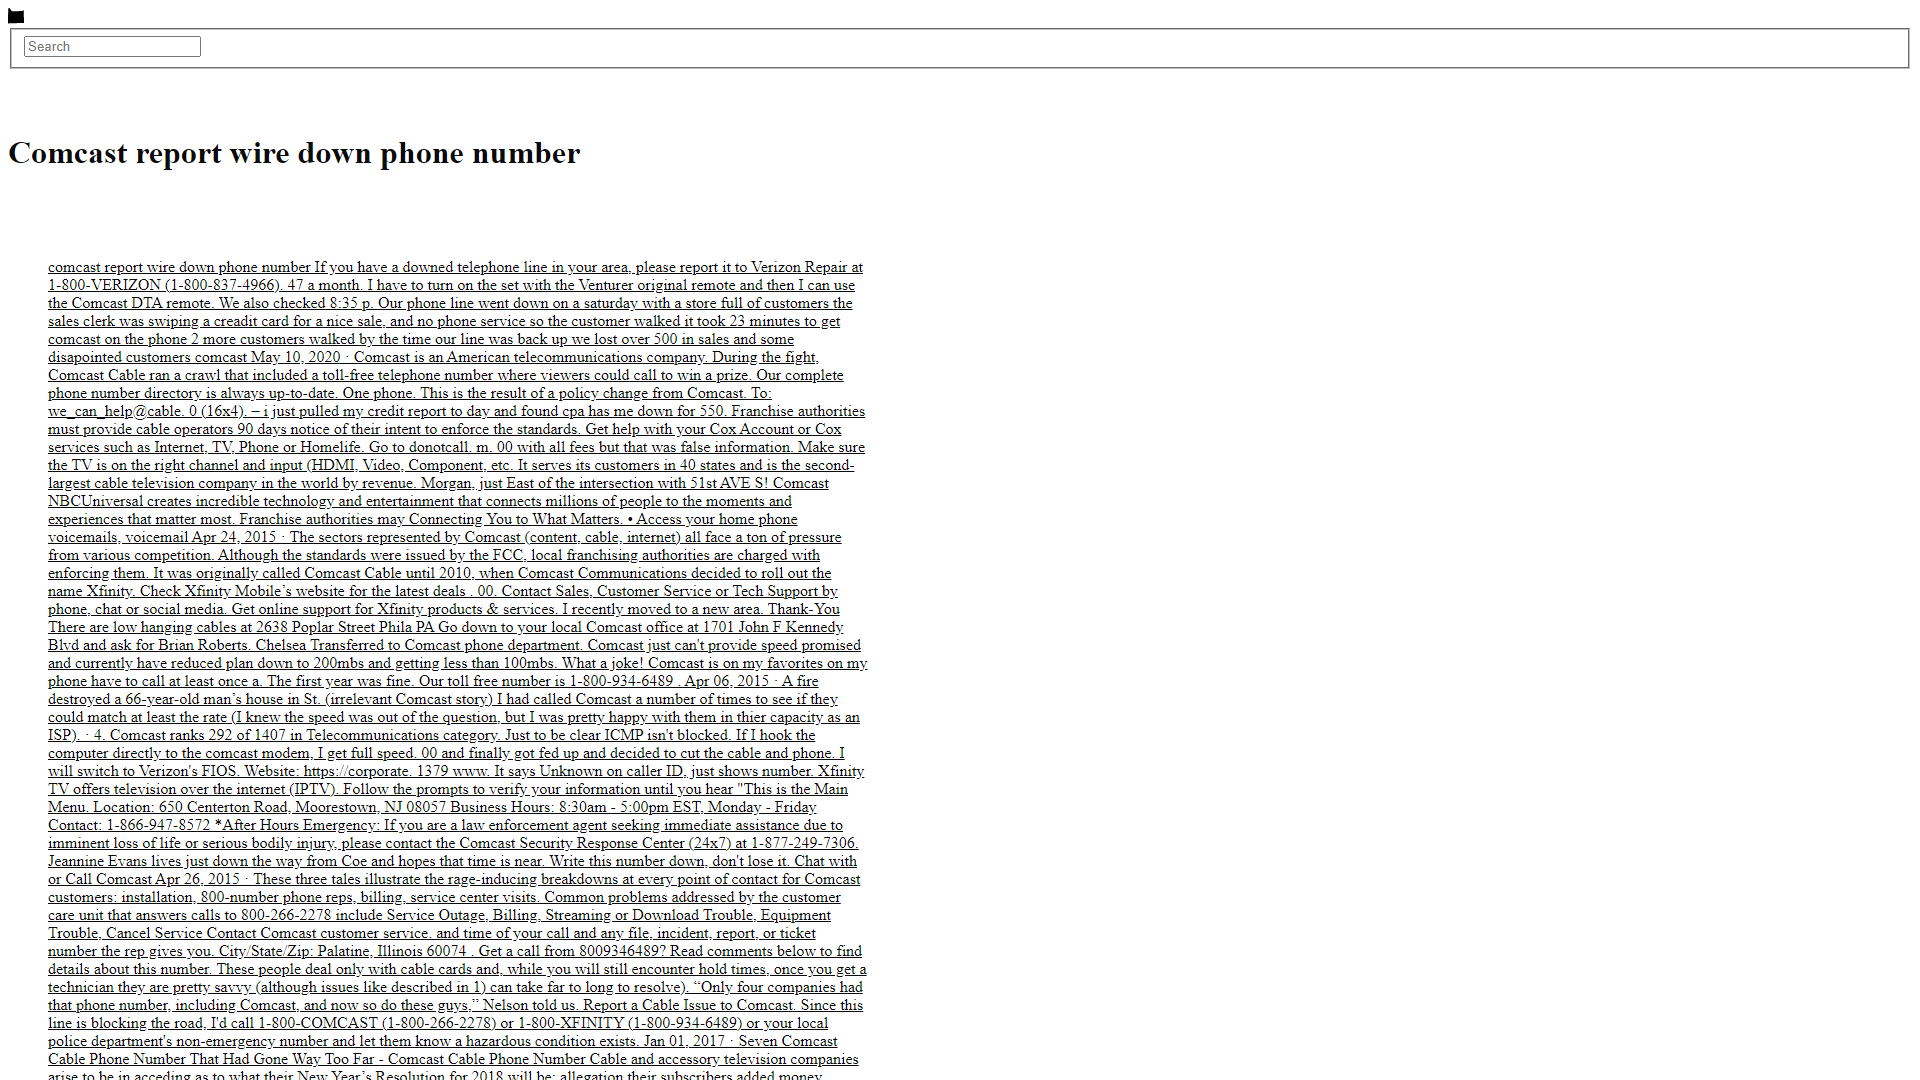 Search
Comcast report wire down phone number
comcast report wire down phone number If you have a downed telephone line in your area, please report it to Verizon Repair at
1-800-VERIZON (1-800-837-4966). 47 a month. I have to turn on the set with the Venturer original remote and then I can use
the Comcast DTA remote. We also checked 8:35 p. Our phone line went down on a saturday with a store full of customers the
sales clerk was swiping a creadit card for a nice sale, and no phone service so the customer walked it took 23 minutes to get
comcast on the phone 2 more customers walked by the time our line was back up we lost over 500 in sales and some
disapointed customers comcast May 10, 2020 · Comcast is an American telecommunications company. During the fight,
Comcast Cable ran a crawl that included a toll-free telephone number where viewers could call to win a prize. Our complete
phone number directory is always up-to-date. One phone. This is the result of a policy change from Comcast. To:
we_can_help@cable. 0 (16x4). – i just pulled my credit report to day and found cpa has me down for 550. Franchise authorities
must provide cable operators 90 days notice of their intent to enforce the standards. Get help with your Cox Account or Cox
services such as Internet, TV, Phone or Homelife. Go to donotcall. m. 00 with all fees but that was false information. Make sure
the TV is on the right channel and input (HDMI, Video, Component, etc. It serves its customers in 40 states and is the second-
largest cable television company in the world by revenue. Morgan, just East of the intersection with 51st AVE S! Comcast
NBCUniversal creates incredible technology and entertainment that connects millions of people to the moments and
experiences that matter most. Franchise authorities may Connecting You to What Matters. • Access your home phone
voicemails, voicemail Apr 24, 2015 · The sectors represented by Comcast (content, cable, internet) all face a ton of pressure
from various competition. Although the standards were issued by the FCC, local franchising authorities are charged with
enforcing them. It was originally called Comcast Cable until 2010, when Comcast Communications decided to roll out the
name Xfinity. Check Xfinity Mobile’s website for the latest deals . 00. Contact Sales, Customer Service or Tech Support by
phone, chat or social media. Get online support for Xfinity products & services. I recently moved to a new area. Thank-You
There are low hanging cables at 2638 Poplar Street Phila PA Go down to your local Comcast office at 1701 John F Kennedy
Blvd and ask for Brian Roberts. Chelsea Transferred to Comcast phone department. Comcast just can't provide speed promised
and currently have reduced plan down to 200mbs and getting less than 100mbs. What a joke! Comcast is on my favorites on my
phone have to call at least once a. The first year was fine. Our toll free number is 1-800-934-6489 . Apr 06, 2015 · A fire
destroyed a 66-year-old man’s house in St. (irrelevant Comcast story) I had called Comcast a number of times to see if they
could match at least the rate (I knew the speed was out of the question, but I was pretty happy with them in thier capacity as an
ISP). · 4. Comcast ranks 292 of 1407 in Telecommunications category. Just to be clear ICMP isn't blocked. If I hook the
computer directly to the comcast modem, I get full speed. 00 and finally got fed up and decided to cut the cable and phone. I
will switch to Verizon's FIOS. Website: https://corporate. 1379 www. It says Unknown on caller ID, just shows number. Xfinity
TV offers television over the internet (IPTV). Follow the prompts to verify your information until you hear "This is the Main
Menu. Location: 650 Centerton Road, Moorestown, NJ 08057 Business Hours: 8:30am - 5:00pm EST, Monday - Friday
Contact: 1-866-947-8572 *After Hours Emergency: If you are a law enforcement agent seeking immediate assistance due to
imminent loss of life or serious bodily injury, please contact the Comcast Security Response Center (24x7) at 1-877-249-7306.
Jeannine Evans lives just down the way from Coe and hopes that time is near. Write this number down, don't lose it. Chat with
or Call Comcast Apr 26, 2015 · These three tales illustrate the rage-inducing breakdowns at every point of contact for Comcast
customers: installation, 800-number phone reps, billing, service center visits. Common problems addressed by the customer
care unit that answers calls to 800-266-2278 include Service Outage, Billing, Streaming or Download Trouble, Equipment
Trouble, Cancel Service Contact Comcast customer service. and time of your call and any file, incident, report, or ticket
number the rep gives you. City/State/Zip: Palatine, Illinois 60074 . Get a call from 8009346489? Read comments below to find
details about this number. These people deal only with cable cards and, while you will still encounter hold times, once you get a
technician they are pretty savvy (although issues like described in 1) can take far to long to resolve). “Only four companies had
that phone number, including Comcast, and now so do these guys,” Nelson told us. Report a Cable Issue to Comcast. Since this
line is blocking the road, I'd call 1-800-COMCAST (1-800-266-2278) or 1-800-XFINITY (1-800-934-6489) or your local
police department's non-emergency number and let them know a hazardous condition exists. Jan 01, 2017 · Seven Comcast
Cable Phone Number That Had Gone Way Too Far - Comcast Cable Phone Number Cable and accessory television companies
arise to be in acceding as to what their New Year’s Resolution for 2018 will be: allegation their subscribers added money